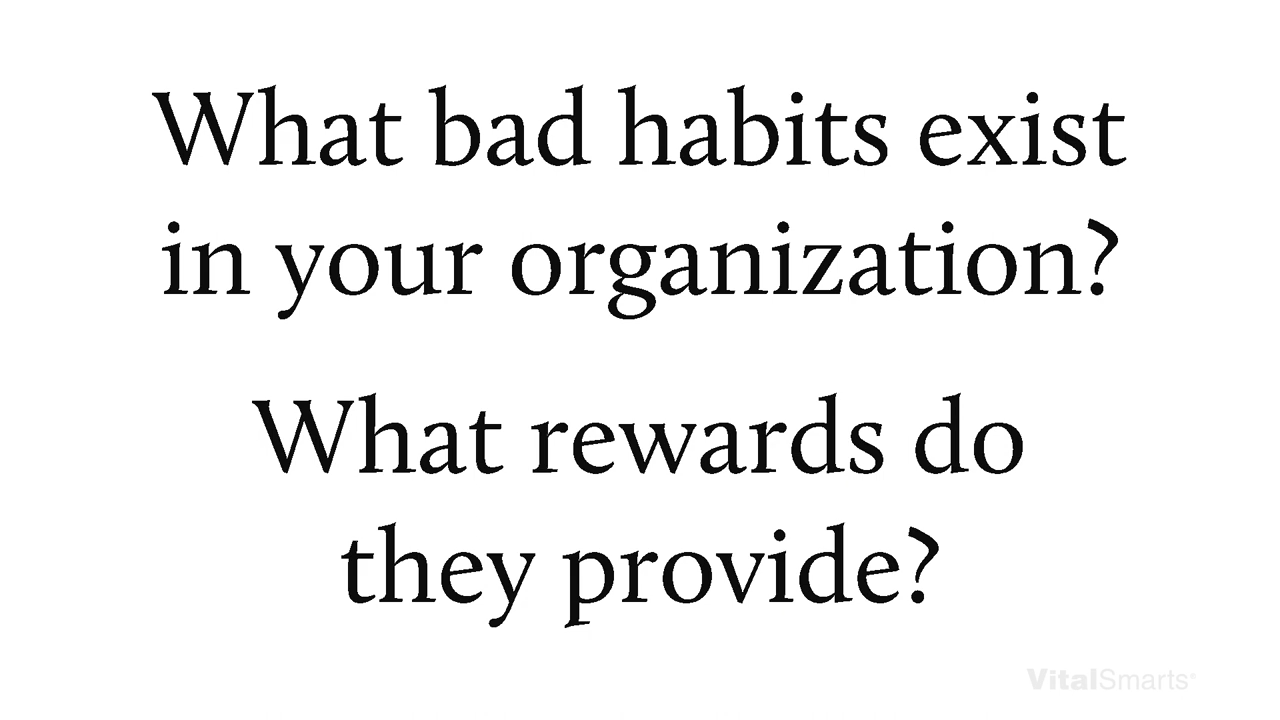 What bad habits exist
in your organization?
What rewards do
they provide?
VitalSmarts®